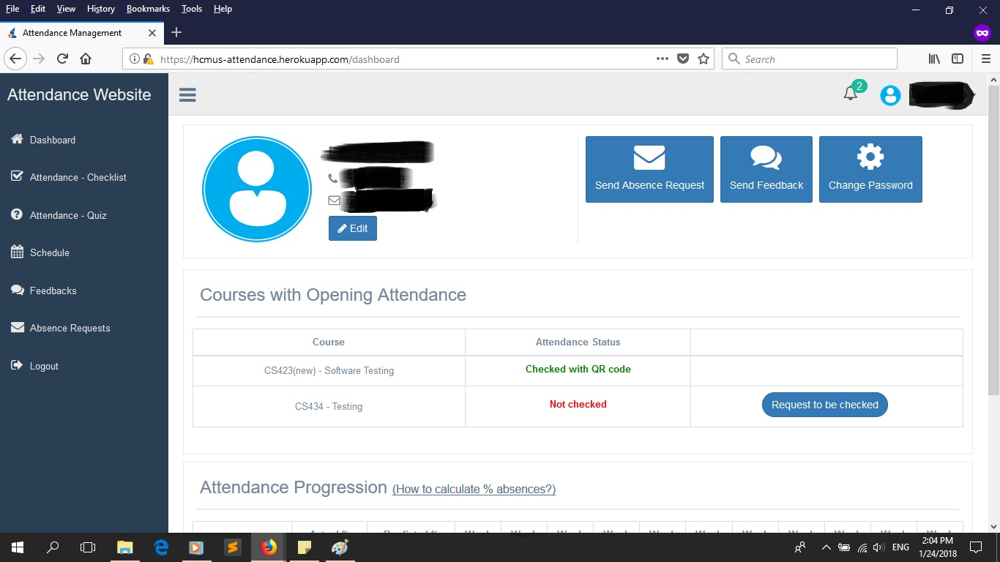 File Edit View History Bookmarks Tools Help
Attendance Management
https://hcmus-attendance.herokuapp.com/dashboard
Search
Attendance Website
2
Dashboard
Attendance - Checklist
Attendance - Quiz
Schedule
Feedbacks
Absence Requests
Logout
Edit
Send Absence Request
Send Feedback
Change Password
Courses with Opening Attendance
Course Attendance Status
CS423(new) - Software Testing Checked with QR code
CS434 - Testing Not checked Request to be checked
Attendance Progression (How to calculate % absences?)
ENG
2:04 PM
1/24/2018